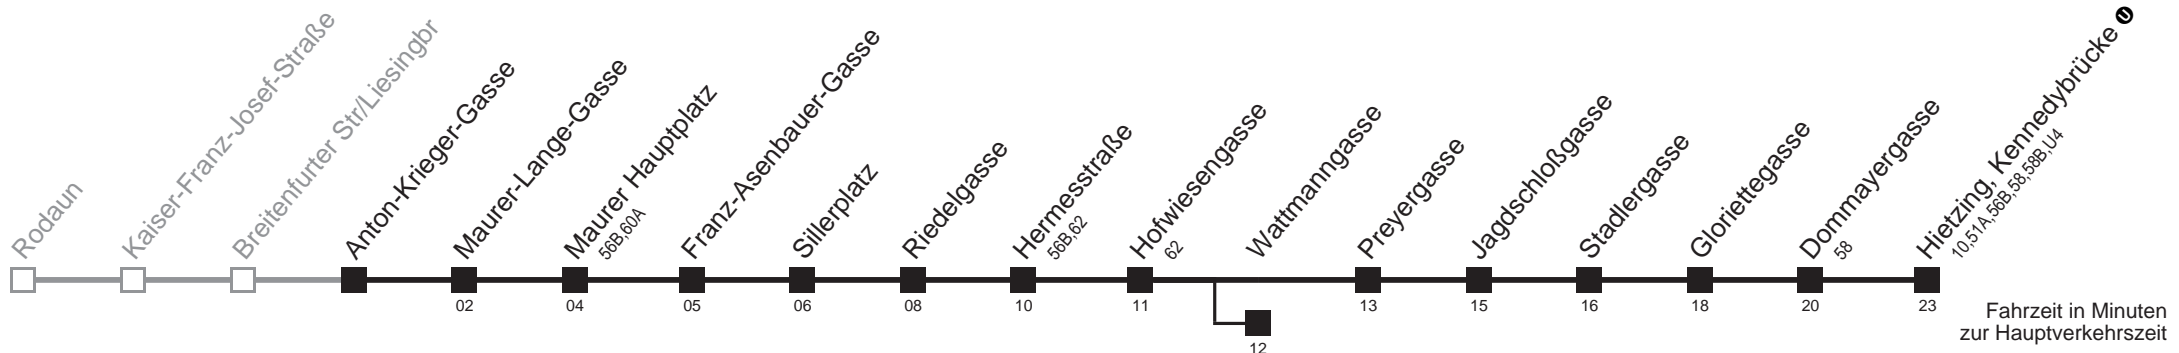 Rodaun
Kaiser-Franz-Josef-Straße
Breitenfurter Str/Liesingbr
Anton-Krieger-Gasse
Maurer-Lange-Gasse
02
Maurer Hauptplatz
56B,60A
04
Franz-Asenbauer-Gasse
05
Sillerplatz
06
Riedelgasse
08
Hermesstraße
56B,62
10
Hofwiesengasse
62
11
Wattmanngasse
12
Preyergasse
13
Jagdschloßgasse
15
Stadlergasse
16
Gloriettegasse
18
Dommayergasse
58
20
Hietzing, Kennedybrücke U
10,51A,56B,58,58B,U4
23
Fahrzeit in Minuten
zur Hauptverkehrszeit